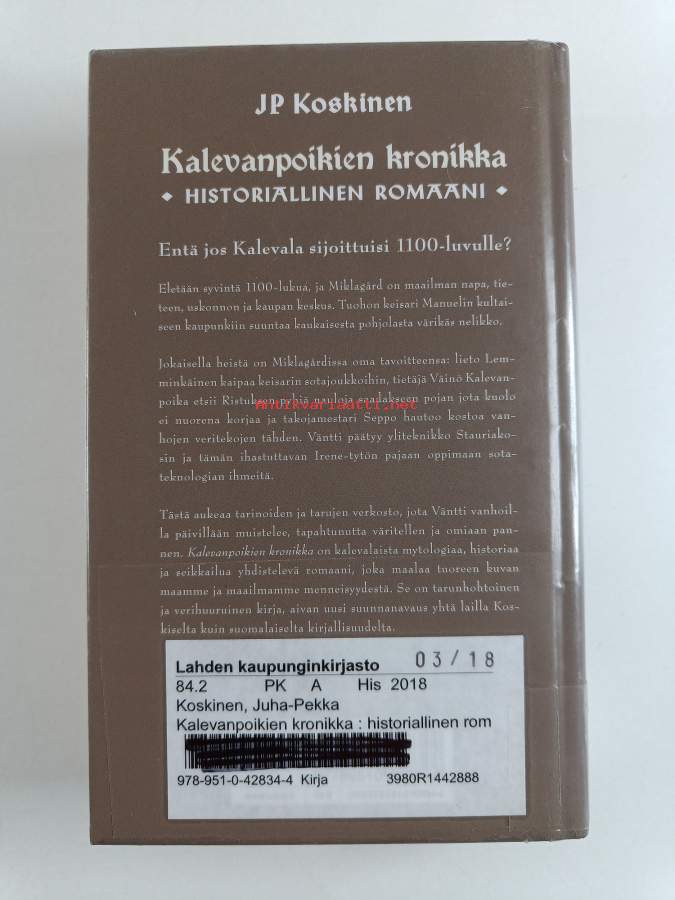 JP Koskinen
Kalevanpoikien kronikka
◆ HISTORIALLINEN ROMAANI ◆
Entä jos Kalevala sijoittuisi 1100-luvulle?
Eletään syvintä 1100-lukua, ja Miklagård on maailman napa, tie-
teen, uskonnon ja kaupan keskus. Tuohon keisari Manuelin kultai-
seen kaupunkiin suuntaa kaukaisesta pohjolasta värikäs nelikko.
Jokaisella heistä on Miklagårdissa oma tavoitteensa: lieto Lem-
minkäinen kaipaa keisarin sotajoukkoihin, tietäjä Väinö Kalevan-
poika etsii Ristuksen pyhiä nauloja saadakseen pojan jota kuolo
antikvariaatti.net
ei nuorena korjaa ja takojamestari Seppo hautoo kostoa van-
hojen veritekojen tähden. Väntti päätyy yliteknikko Stauriako-
sin ja tämän ihastuttavan Irene-tytön pajaan oppimaan sota-
teknologian ihmeitä.
Tästä aukeaa tarinoiden ja tarujen verkosto, jota Väntti vanhoil-
la päivillään muistelee, tapahtunutta väritellen ja omiaan pan-
nen. Kalevanpoikien kronikka on kalevalaista mytologiaa, historiaa
ja seikkailua yhdistelevä romaani, joka maalaa tuoreen kuvan
maamme ja maailmamme menneisyydestä. Se on tarunhohtoinen
ja verihuuruinen kirja, aivan uusi suunnanavaus yhtä lailla Kos-
kiselta kuin suomalaiselta kirjallisuudelta.
Lahden kaupunginkirjasto 03/18
84.2 PK A His 2018
Koskinen, Juha-Pekka
Kalevanpoikien kronikka : historiallinen rom
978-951-0-42834-4 Kirja 3980R1442888